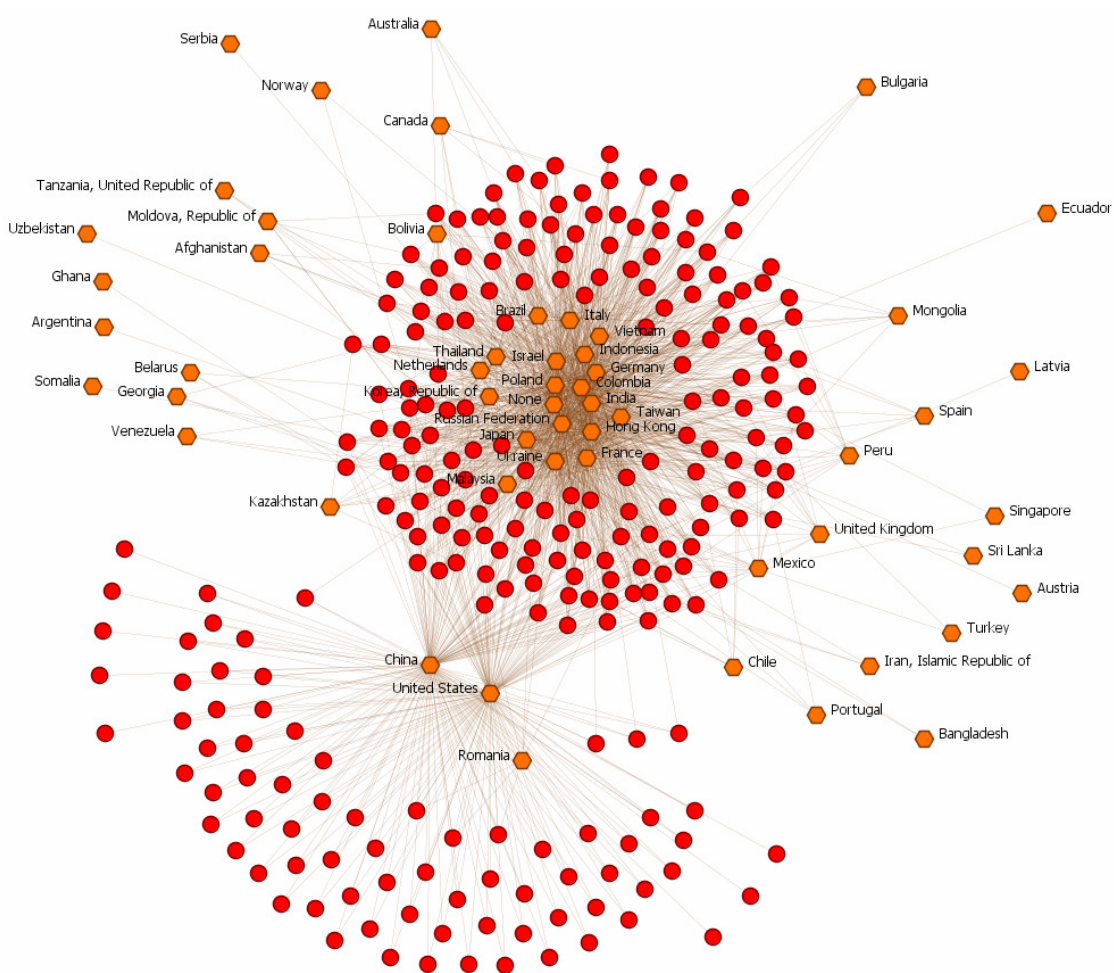 Australia
Serbia
Norway
Bulgaria
Canada
Tanzania, United Republic of
Moldova, Republic of
Ecuador
Uzbekistan
Bolivia
Afghanistan
Ghana
Brazil
Italy
Mongolia
Argentina
Vietnam
Thailand
Israel
Indonesia
Belarus
Netherlands
Germany
Latvia
Somalia
Georgia
Poland
Colombia
Korea, Republic of
None
India
Russian Federation
Taiwan
Spain
Venezuela
Japan
Hong Kong
Ukraine
France
Peru
Malaysia
Kazakhstan
Singapore
United Kingdom
Sri Lanka
Mexico
Austria
Turkey
China
Chile
Iran, Islamic Republic of
United States
Portugal
Bangladesh
Romania